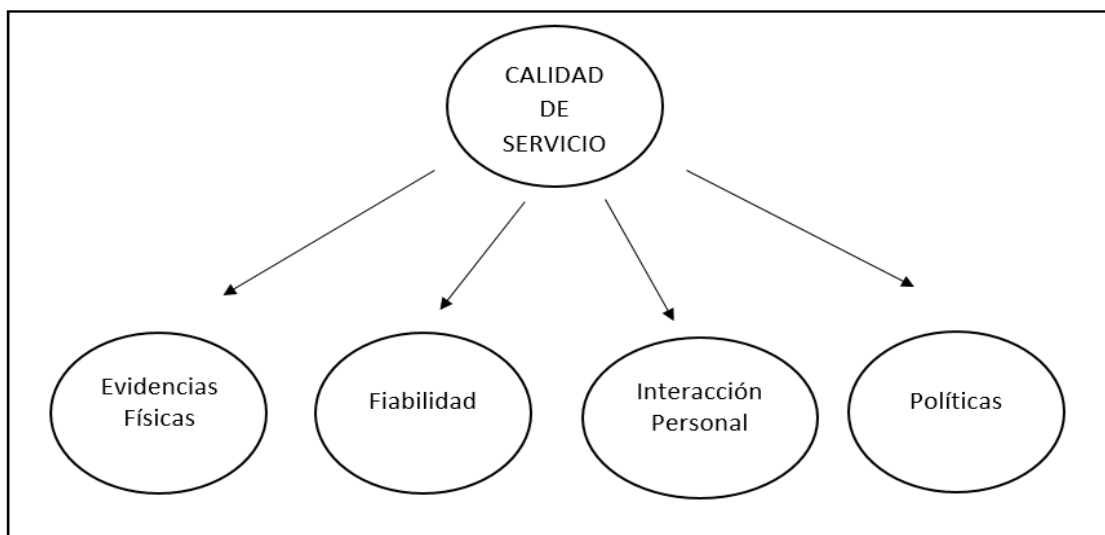 CALIDAD
DE
SERVICIO
Evidencias
Físicas
Fiabilidad
Interacción
Personal
Políticas